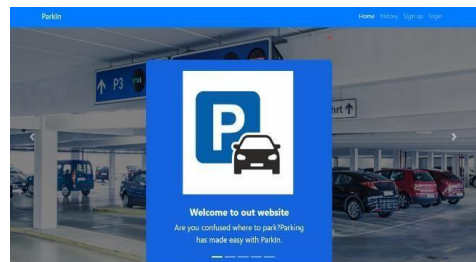 ParkIn
Home history Sign up login
P3
hrt
P
Welcome to out website
Are you confused where to park?Parking
has made easy with ParkIn.